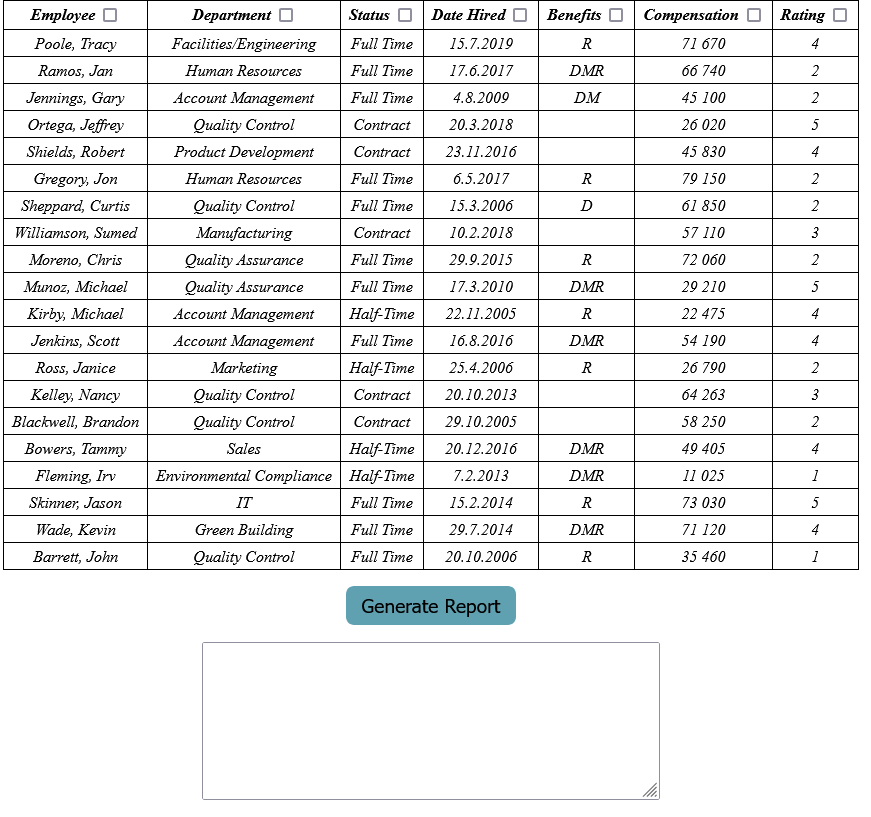 Employee Department Status Date Hired Benefits Compensation Rating
Poole, Tracy Facilities/Engineering Full Time 15.7.2019 R 71 670 4
Ramos, Jan Human Resources Full Time 17.6.2017 DMR 66 740 2
Jennings, Gary Account Management Full Time 4.8.2009 DM 45 100 2
Ortega, Jeffrey Quality Control Contract 20.3.2018 26 020 5
Shields, Robert Product Development Contract 23.11.2016 45 830 4
Gregory, Jon Human Resources Full Time 6.5.2017 R 79 150 2
Sheppard, Curtis Quality Control Full Time 15.3.2006 D 61 850 2
Williamson, Sumed Manufacturing Contract 10.2.2018 57 110 3
Moreno, Chris Quality Assurance Full Time 29.9.2015 R 72 060 2
Munoz, Michael Quality Assurance Full Time 17.3.2010 DMR 29 210 5
Kirby, Michael Account Management Half-Time 22.11.2005 R 22 475 4
Jenkins, Scott Account Management Full Time 16.8.2016 DMR 54 190 4
Ross, Janice Marketing Half-Time 25.4.2006 R 26 790 2
Kelley, Nancy Quality Control Contract 20.10.2013 64 263 3
Blackwell, Brandon Quality Control Contract 29.10.2005 58 250 2
Bowers, Tammy Sales Half-Time 20.12.2016 DMR 49 405 4
Fleming, Irv Environmental Compliance Half-Time 7.2.2013 DMR 11 025 1
Skinner, Jason IT Full Time 15.2.2014 R 73 030 5
Wade, Kevin Green Building Full Time 29.7.2014 DMR 71 120 4
Barrett, John Quality Control Full Time 20.10.2006 R 35 460 1
Generate Report